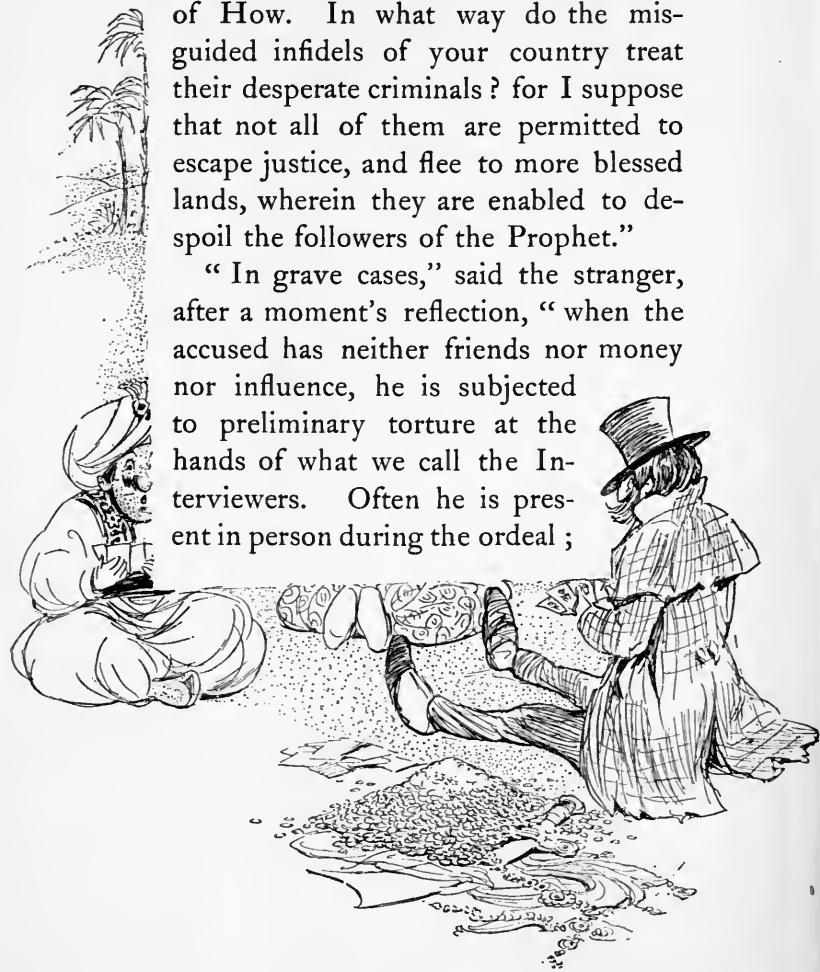 of How. In what way do the mis-
guided infidels of your country treat
their desperate criminals ? for I suppose
that not all of them are permitted to
escape justice, and flee to more blessed
lands, wherein they are enabled to de-
spoil the followers of the Prophet.”
“ In grave cases,” said the stranger,
after a moment's reflection, “ when the
accused has neither friends nor money
nor influence, he is subjected
to preliminary torture at the
hands of what we call the In-
terviewers. Often he is pres-
ent in person during the ordeal ;